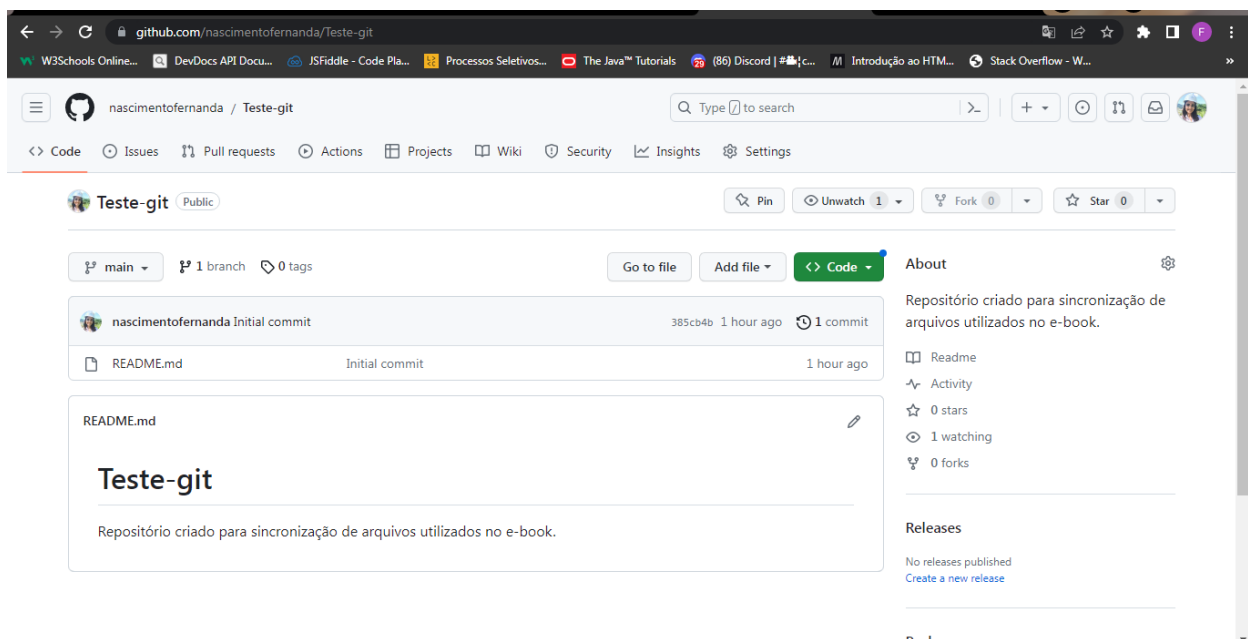 github.com/nascimentofernanda/Teste-git
F
W3Schools Online... DevDocs API Docu... JSFiddle - Code Pla... Processos Seletivos... The Java™ Tutorials (86) Discord | #👥¦c... Introdução ao HTM... Stack Overflow - W... »
nascimentofernanda / Teste-git Type / to search
Code Issues Pull requests Actions Projects Wiki Security Insights Settings
Teste-git Public Pin Unwatch 1 Fork 0 Star 0
main 1 branch 0 tags Go to file Add file <> Code
nascimentofernanda Initial commit 385cb4b 1 hour ago 1 commit
README.md Initial commit 1 hour ago
README.md
Teste-git
Repositório criado para sincronização de arquivos utilizados no e-book.
About
Repositório criado para sincronização de
arquivos utilizados no e-book.
Readme
Activity
0 stars
1 watching
0 forks
Releases
No releases published
Create a new release